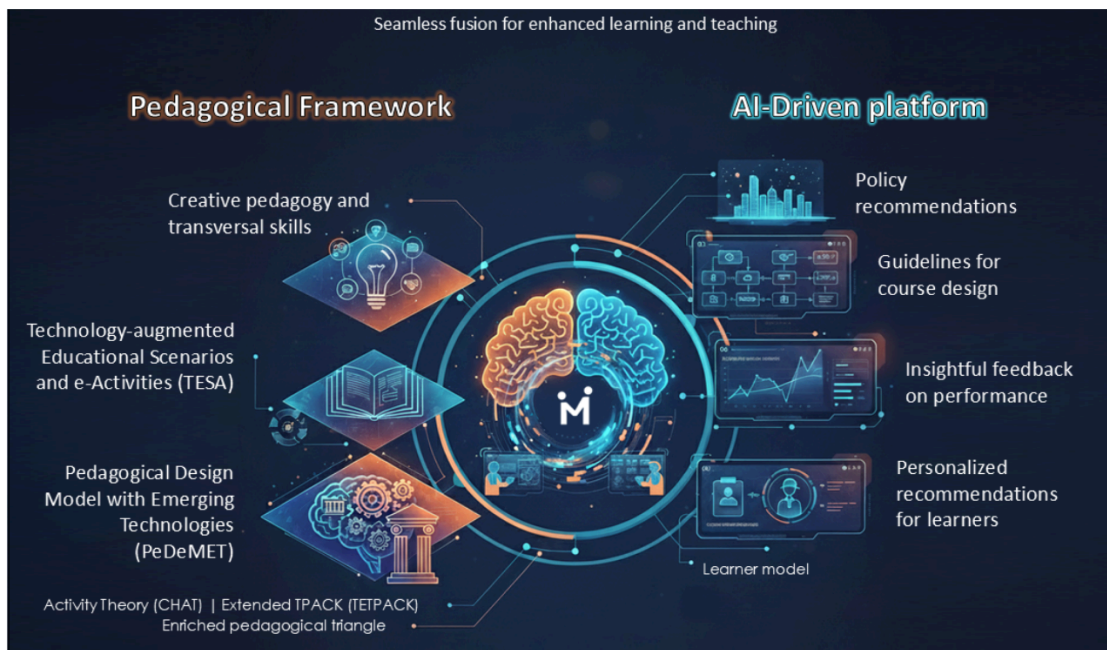 Seamless fusion for enhanced learning and teaching
Pedagogical Framework
AI-Driven platform
Creative pedagogy and
transversal skills
Technology-augmented
Educational Scenarios
and e-Activities (TESA)
Pedagogical Design
Model with Emerging
Technologies
(PeDeMET)
Activity Theory (CHAT) | Extended TPACK (TETPACK)
Enriched pedagogical triangle
Policy
recommendations
Guidelines for
course design
Insightful feedback
on performance
Personalized
recommendations
for learners
Learner model